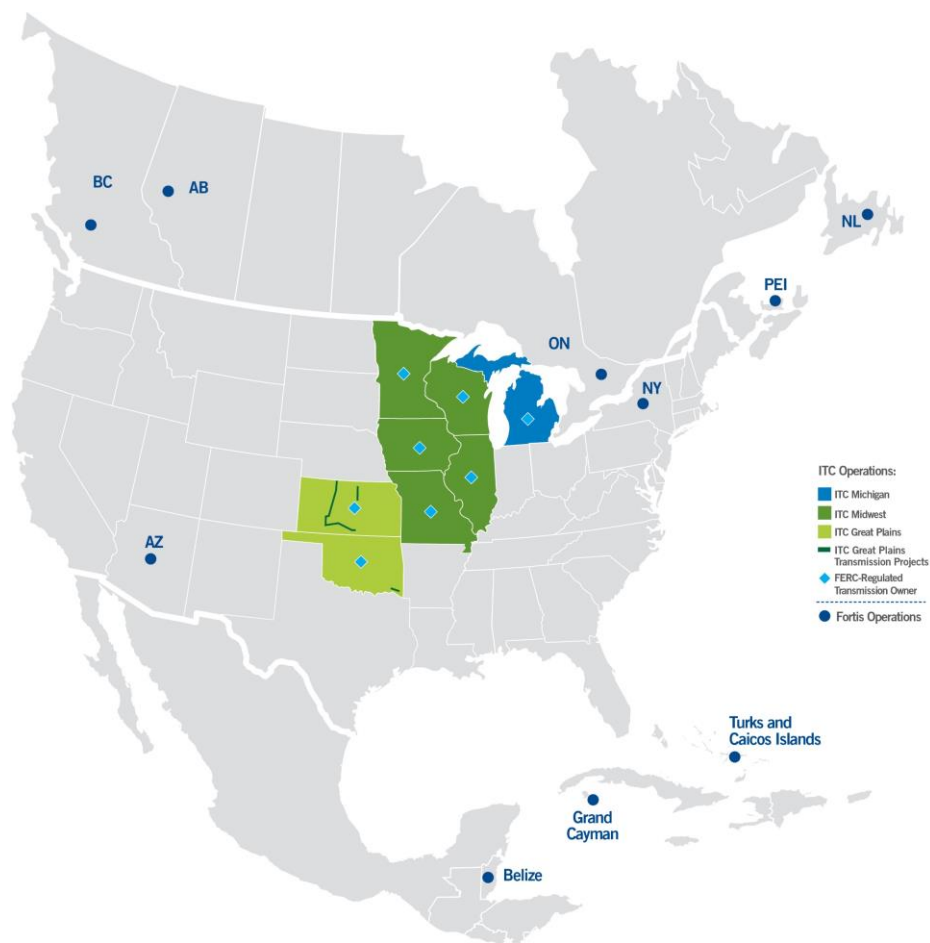 BC
AB
NL
PEI
ON
NY
AZ
ITC Operations:
ITC Michigan
ITC Midwest
ITC Great Plains
ITC Great Plains
Transmission Projects
FERC-Regulated
Transmission Owner
Fortis Operations
Turks and
Caicos Islands
Grand
Cayman
Belize